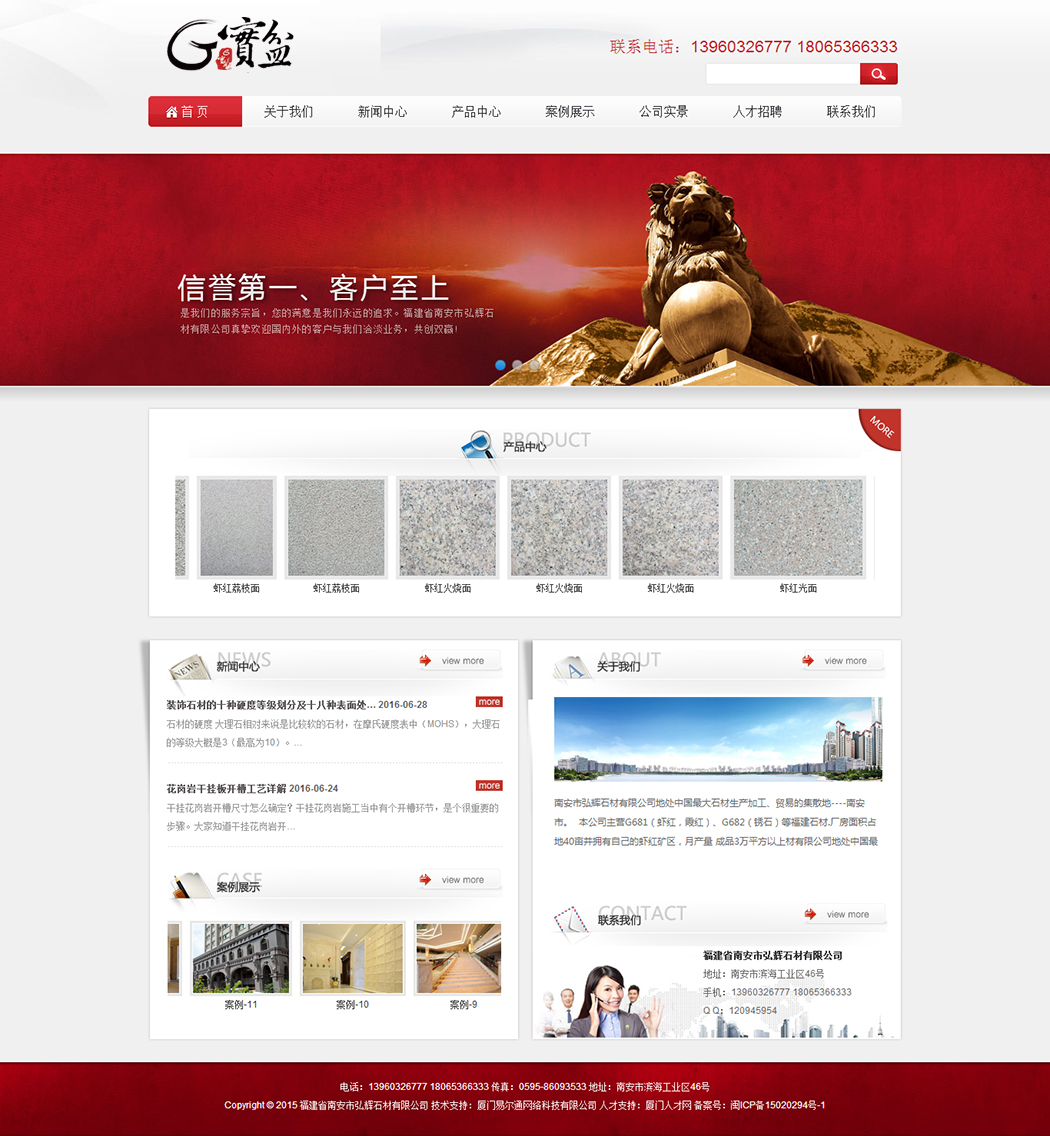 G 實盆
联系电话：13960326777 18065366333
首 页 关于我们 新闻中心 产品中心 案例展示 公司实景 人才招聘 联系我们
信誉第一、客户至上
是我们的服务宗旨，您的满意是我们永远的追求。福建省南安市弘辉石
材有限公司真挚欢迎国内外的客户与我们洽谈业务，共创双赢！
MORE
PRODUCT
产品中心
虾红荔枝面 虾红荔枝面 虾红火烧面 虾红火烧面 虾红火烧面 虾红光面
NEWS
新闻中心
view more
装饰石材的十种硬度等级划分及十八种表面处... 2016-06-28 more
石材的硬度 大理石相对来说是比较软的石材，在摩氏硬度表中（MOHS），大理石
的等级大概是3（最高为10）。...
花岗岩干挂板开槽工艺详解 2016-06-24 more
干挂花岗岩开槽尺寸怎么确定？干挂花岗岩施工当中有个开槽环节，是个很重要的
步骤。大家知道干挂花岗岩开...
CASE
案例展示
view more
案例-11 案例-10 案例-9
ABOUT
关于我们
view more
南安市弘辉石材有限公司地处中国最大石材生产加工、贸易的集散地----南安
市。 本公司主营G681（虾红，霞红）、G682（锈石）等福建石材.厂房面积占
地40亩并拥有自己的虾红矿区，月产量 成品3万平方以上材有限公司地处中国最
CONTACT
联系我们
view more
福建省南安市弘辉石材有限公司
地址：南安市滨海工业区46号
手机：13960326777 18065366333
Q Q：120945954
电话：13960326777 18065366333 传真：0595-86093533 地址：南安市滨海工业区46号
Copyright © 2015 福建省南安市弘辉石材有限公司 技术支持：厦门易尔通网络科技有限公司 人才支持：厦门人才网 备案号：闽ICP备15020294号-1